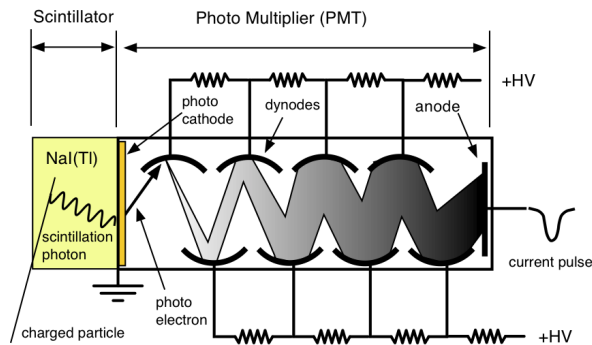 Scintillator
Photo Multiplier (PMT)
+HV
photo
cathode
dynodes
anode
NaI(Tl)
scintillation
photon
current pulse
photo
electron
charged particle
+HV